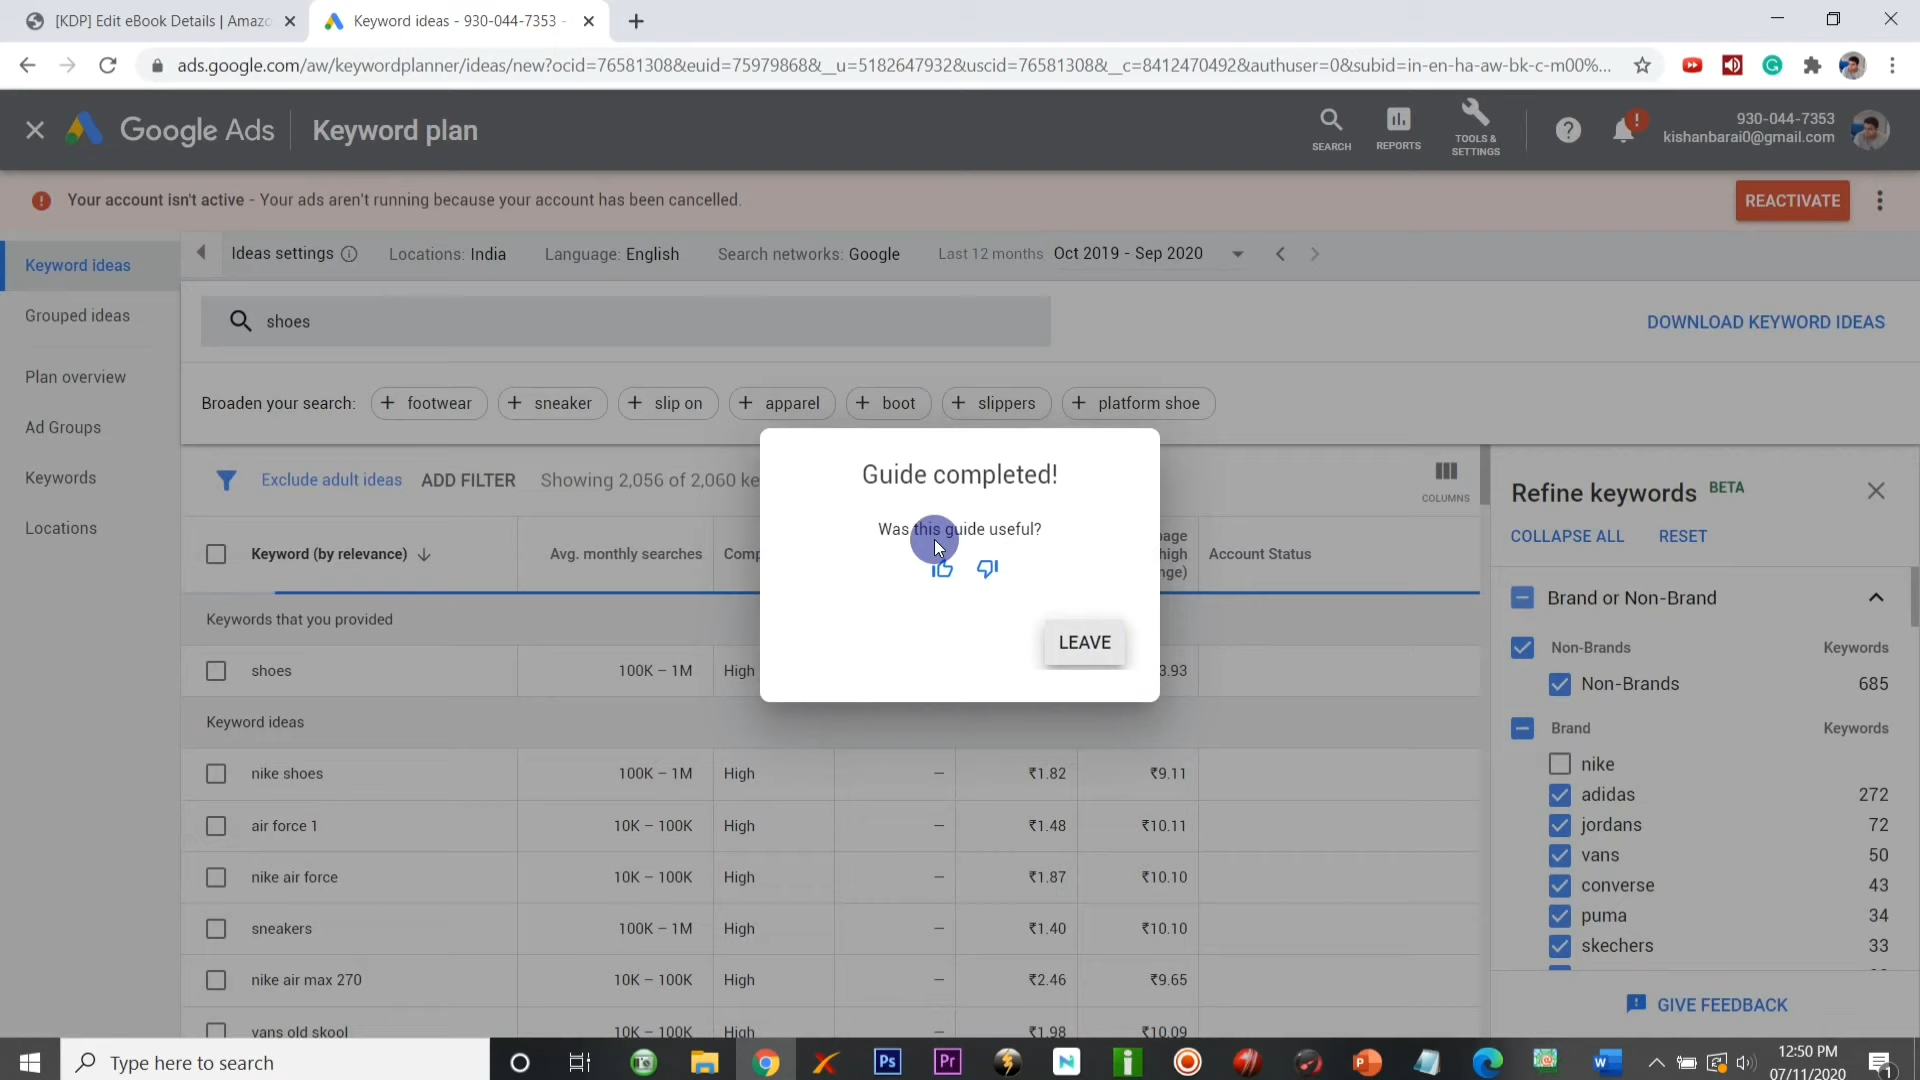 [KDP] Edit eBook Details | Amazo
Keyword ideas - 930-044-7353 -
ads.google.com/aw/keywordplanner/ideas/new?ocid=76581308&euid=75979868&__u=5182647932&uscid=76581308&__c=8412470492&authuser=0&subid=in-en-ha-aw-bk-c-m00%...
Google Ads
Keyword plan
SEARCH
REPORTS
TOOLS &
SETTINGS
930-044-7353
kishanbarai0@gmail.com
Your account isn't active - Your ads aren't running because your account has been cancelled.
REACTIVATE
Keyword ideas
Grouped ideas
Plan overview
Ad Groups
Keywords
Locations
Ideas settings
Locations: India
Language: English
Search networks: Google
Last 12 months Oct 2019 - Sep 2020
shoes
DOWNLOAD KEYWORD IDEAS
Broaden your search:
+ footwear
+ sneaker
+ slip on
+ apparel
+ boot
+ slippers
+ platform shoe
Exclude adult ideas
ADD FILTER
Showing 2,056 of 2,060 ke
COLUMNS
Guide completed!
Was this guide useful?
LEAVE
Keyword (by relevance)
Avg. monthly searches
Comp
age
high
nge)
Account Status
Keywords that you provided
shoes 100K – 1M High 3.93
Keyword ideas
nike shoes 100K – 1M High – ₹1.82 ₹9.11
air force 1 10K – 100K High – ₹1.48 ₹10.11
nike air force 10K – 100K High – ₹1.87 ₹10.10
sneakers 100K – 1M High – ₹1.40 ₹10.10
nike air max 270 10K – 100K High – ₹2.46 ₹9.65
vans old skool 10K – 100K High – ₹1.98 ₹10.09
Refine keywords BETA
COLLAPSE ALL
RESET
Brand or Non-Brand
Non-Brands Keywords
Non-Brands 685
Brand Keywords
nike
adidas 272
jordans 72
vans 50
converse 43
puma 34
skechers 33
GIVE FEEDBACK
Type here to search
Ps
Pr
12:50 PM
07/11/2020
1